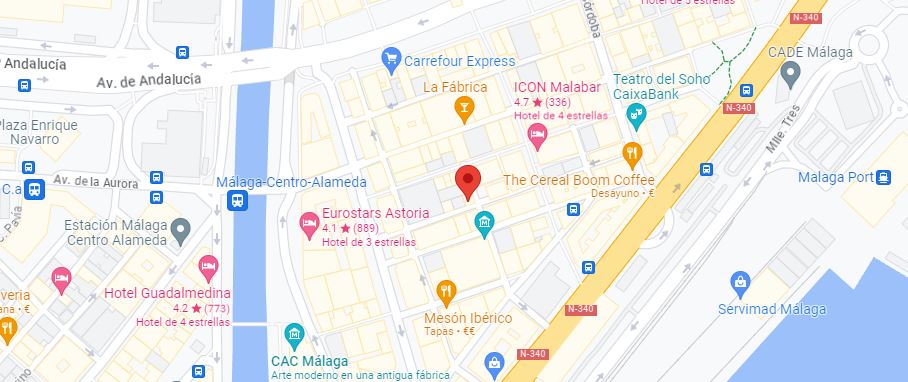 Hotel de 3 estrellas
Córdoba
N-340
CADE Málaga
Andalucía
Av. de Andalucía
Carrefour Express
La Fábrica
ICON Malabar
4.7 ★ (336)
Hotel de 4 estrellas
Teatro del Soho
CaixaBank
N-340
Mlle. Tres
Plaza Enrique
Navarro
Av. de la Aurora
C.a
Málaga-Centro-Alameda
The Cereal Boom Coffee
Desayuno • €
Malaga Port
Pavía
Estación Málaga
Centro Alameda
Eurostars Astoria
4.1 ★ (889)
Hotel de 3 estrellas
Hotel Guadalmedina
4.2 ★ (773)
Hotel de 4 estrellas
veria
ana • €
Mesón Ibérico
Tapas • €€
Servimad Málaga
N-340
N-340
CAC Málaga
Arte moderno en una antigua fábrica